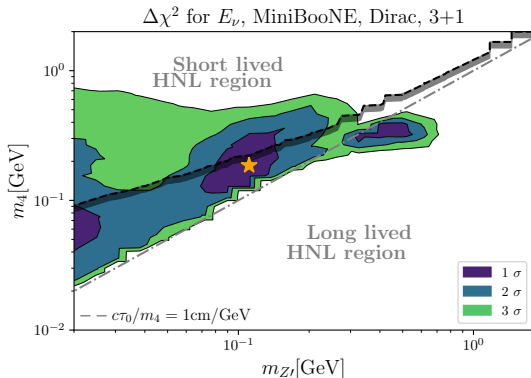 Δχ² for E_ν, MiniBooNE, Dirac, 3+1
Short lived
HNL region
Long lived
HNL region
m₄[GeV]
10⁰
10⁻¹
10⁻²
-- cτ₀/m₄ = 1cm/GeV
1 σ
2 σ
3 σ
10⁻¹
10⁰
m_{Z′}[GeV]